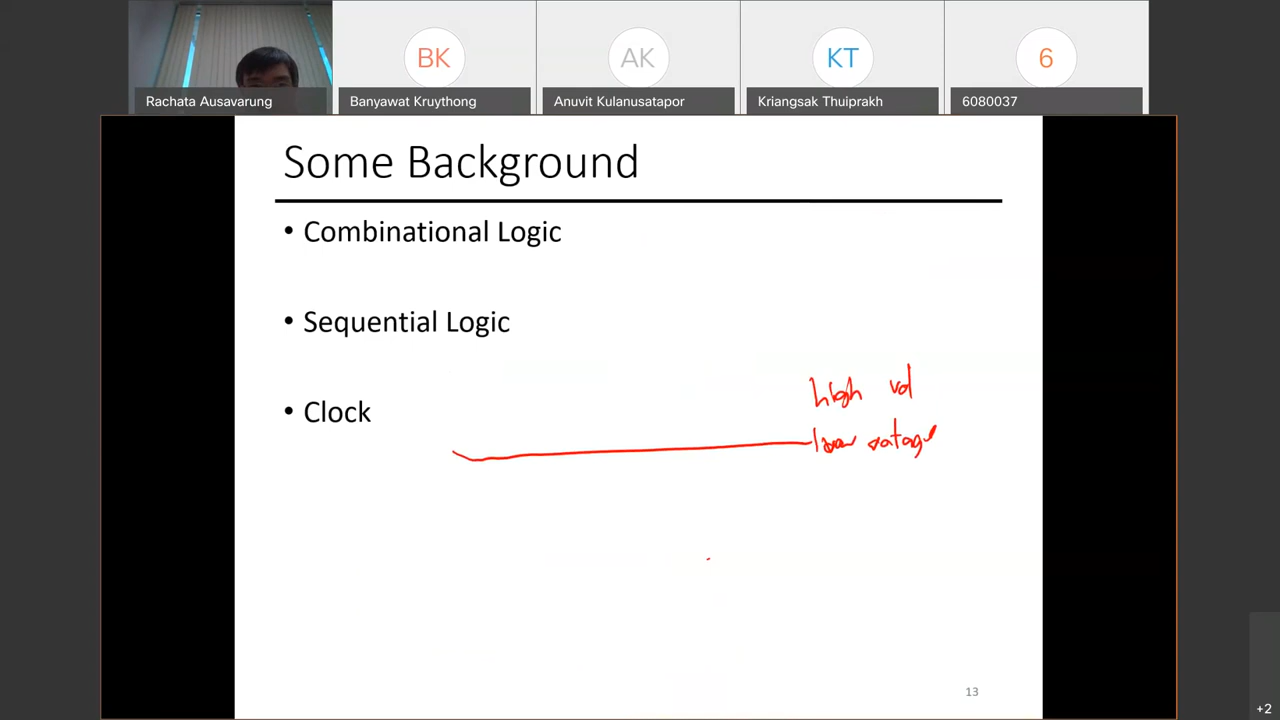 BK
AK
KT
6
Rachata Ausavarung
Banyawat Kruythong
Anuvit Kulanusatapor
Kriangsak Thuiprakh
6080037
Some Background
• Combinational Logic
• Sequential Logic
high vol
• Clock
low
13
+2